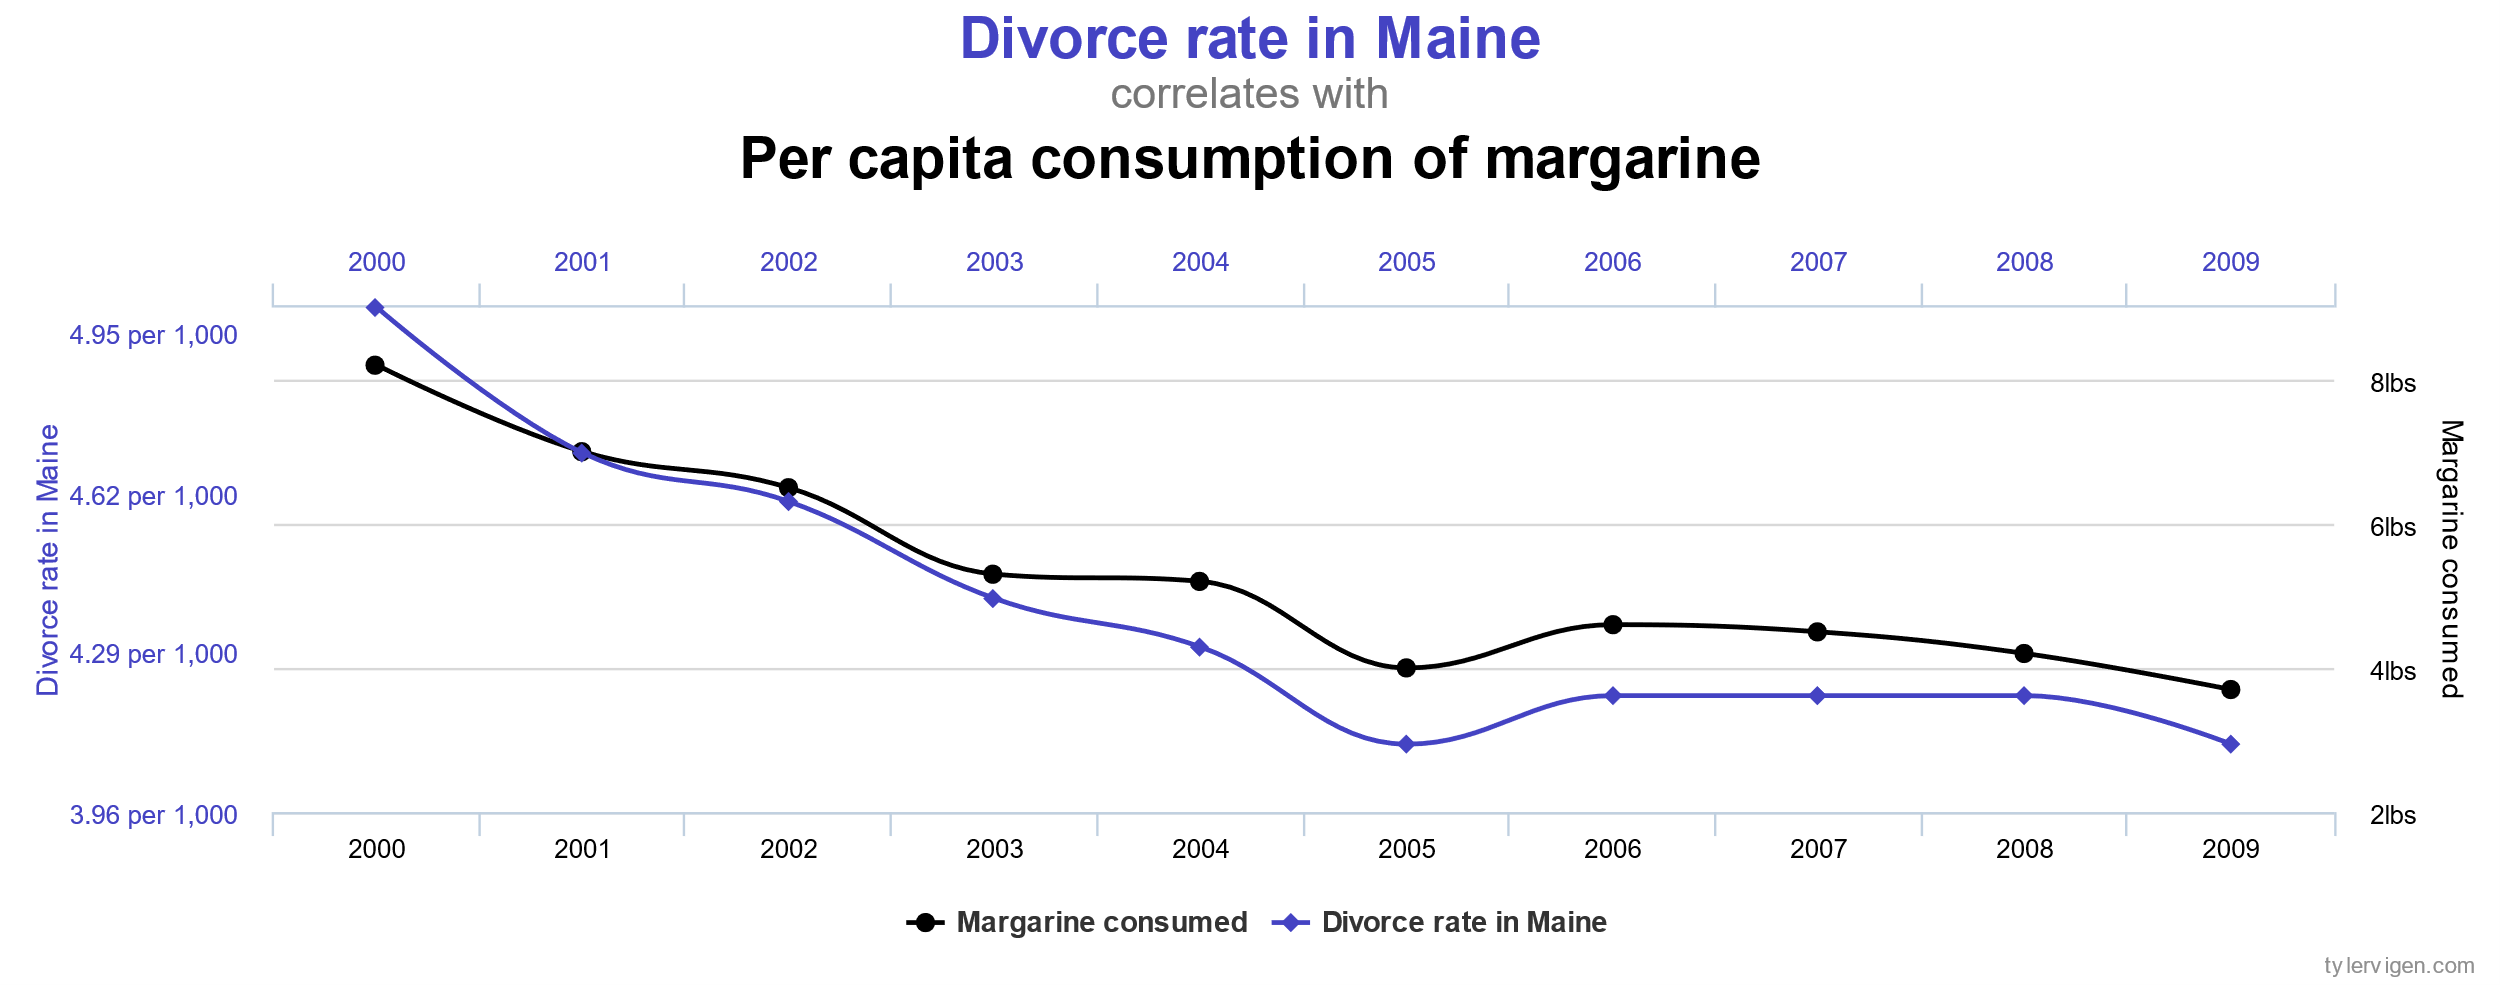 Divorce rate in Maine
correlates with
Per capita consumption of margarine
2000 2001 2002 2003 2004 2005 2006 2007 2008 2009
4.95 per 1,000
4.62 per 1,000
4.29 per 1,000
3.96 per 1,000
Divorce rate in Maine
8lbs
6lbs
4lbs
2lbs
Margarine consumed
2000 2001 2002 2003 2004 2005 2006 2007 2008 2009
Margarine consumed Divorce rate in Maine
tylervigen.com